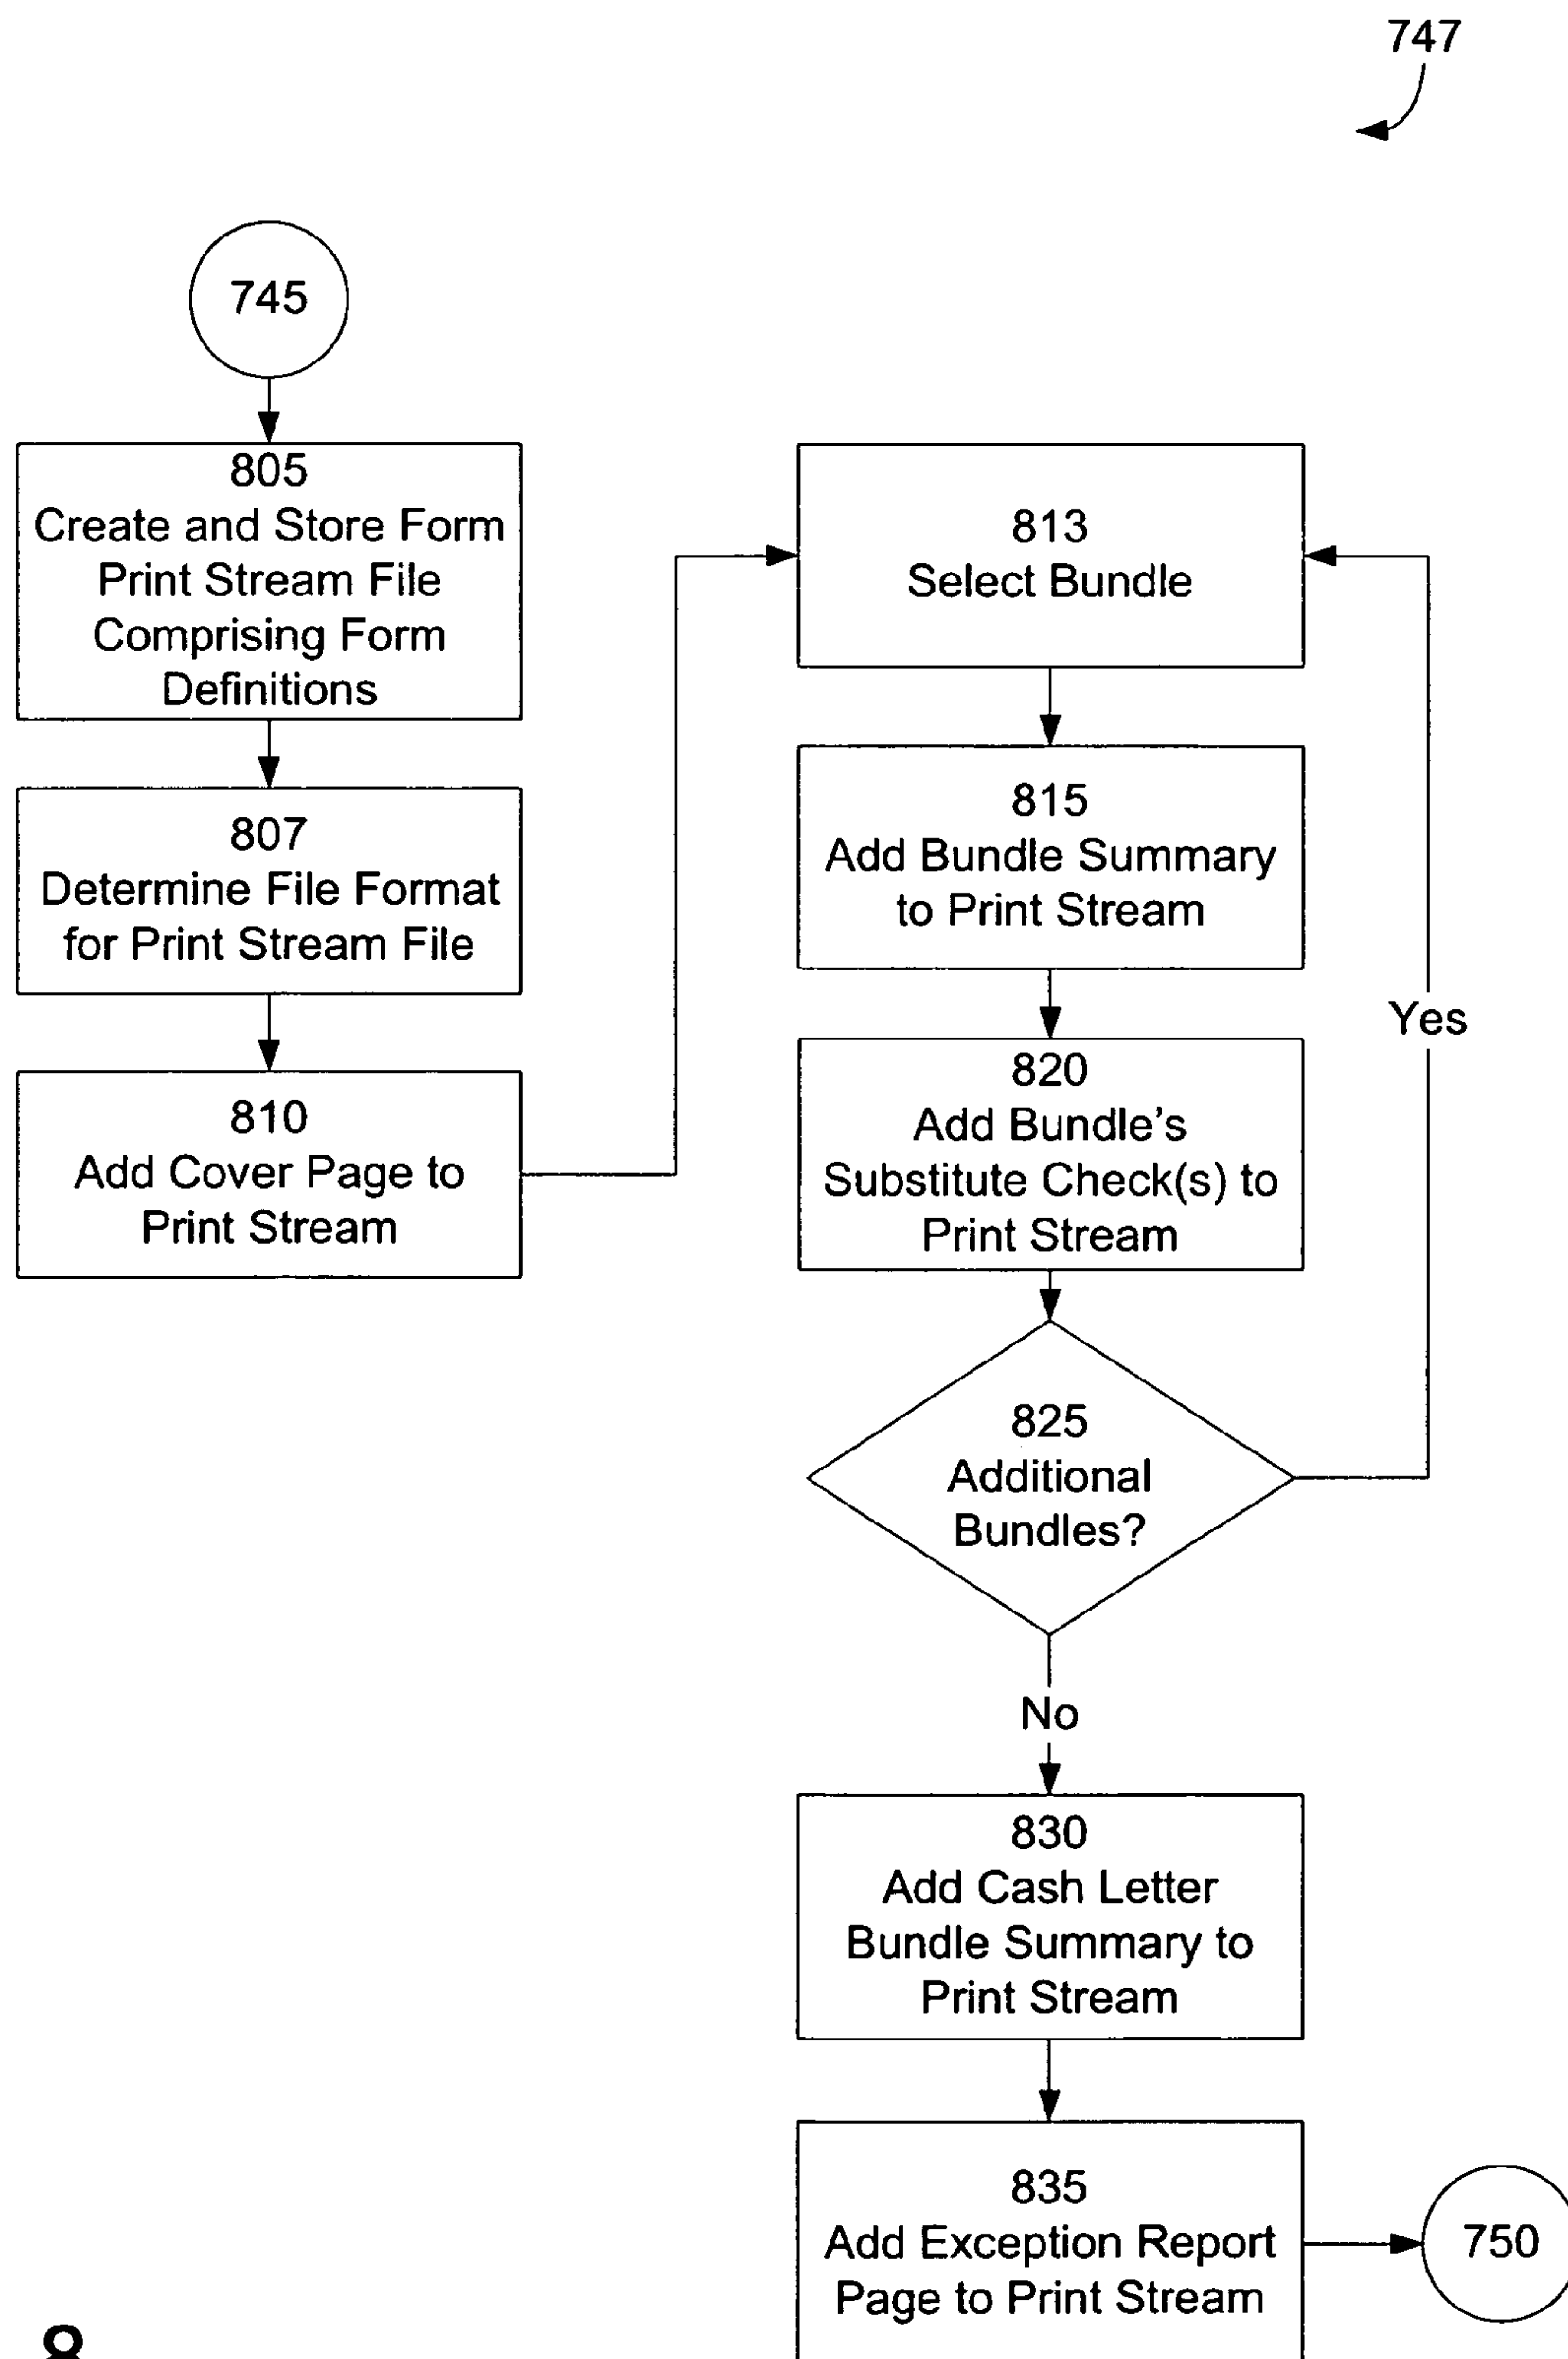 747
745
805
Create and Store Form
Print Stream File
Comprising Form
Definitions
807
Determine File Format
for Print Stream File
810
Add Cover Page to
Print Stream
813
Select Bundle
815
Add Bundle Summary
to Print Stream
820
Add Bundle's
Substitute Check(s) to
Print Stream
825
Additional
Bundles?
Yes
No
830
Add Cash Letter
Bundle Summary to
Print Stream
835
Add Exception Report
Page to Print Stream
750
8